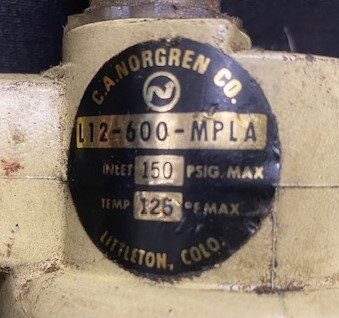 C.A.NORGREN CO.
L12-600-MPLA
INLET 150 PSIG. MAX
TEMP 125 °F MAX
LITTLETON, COLO.